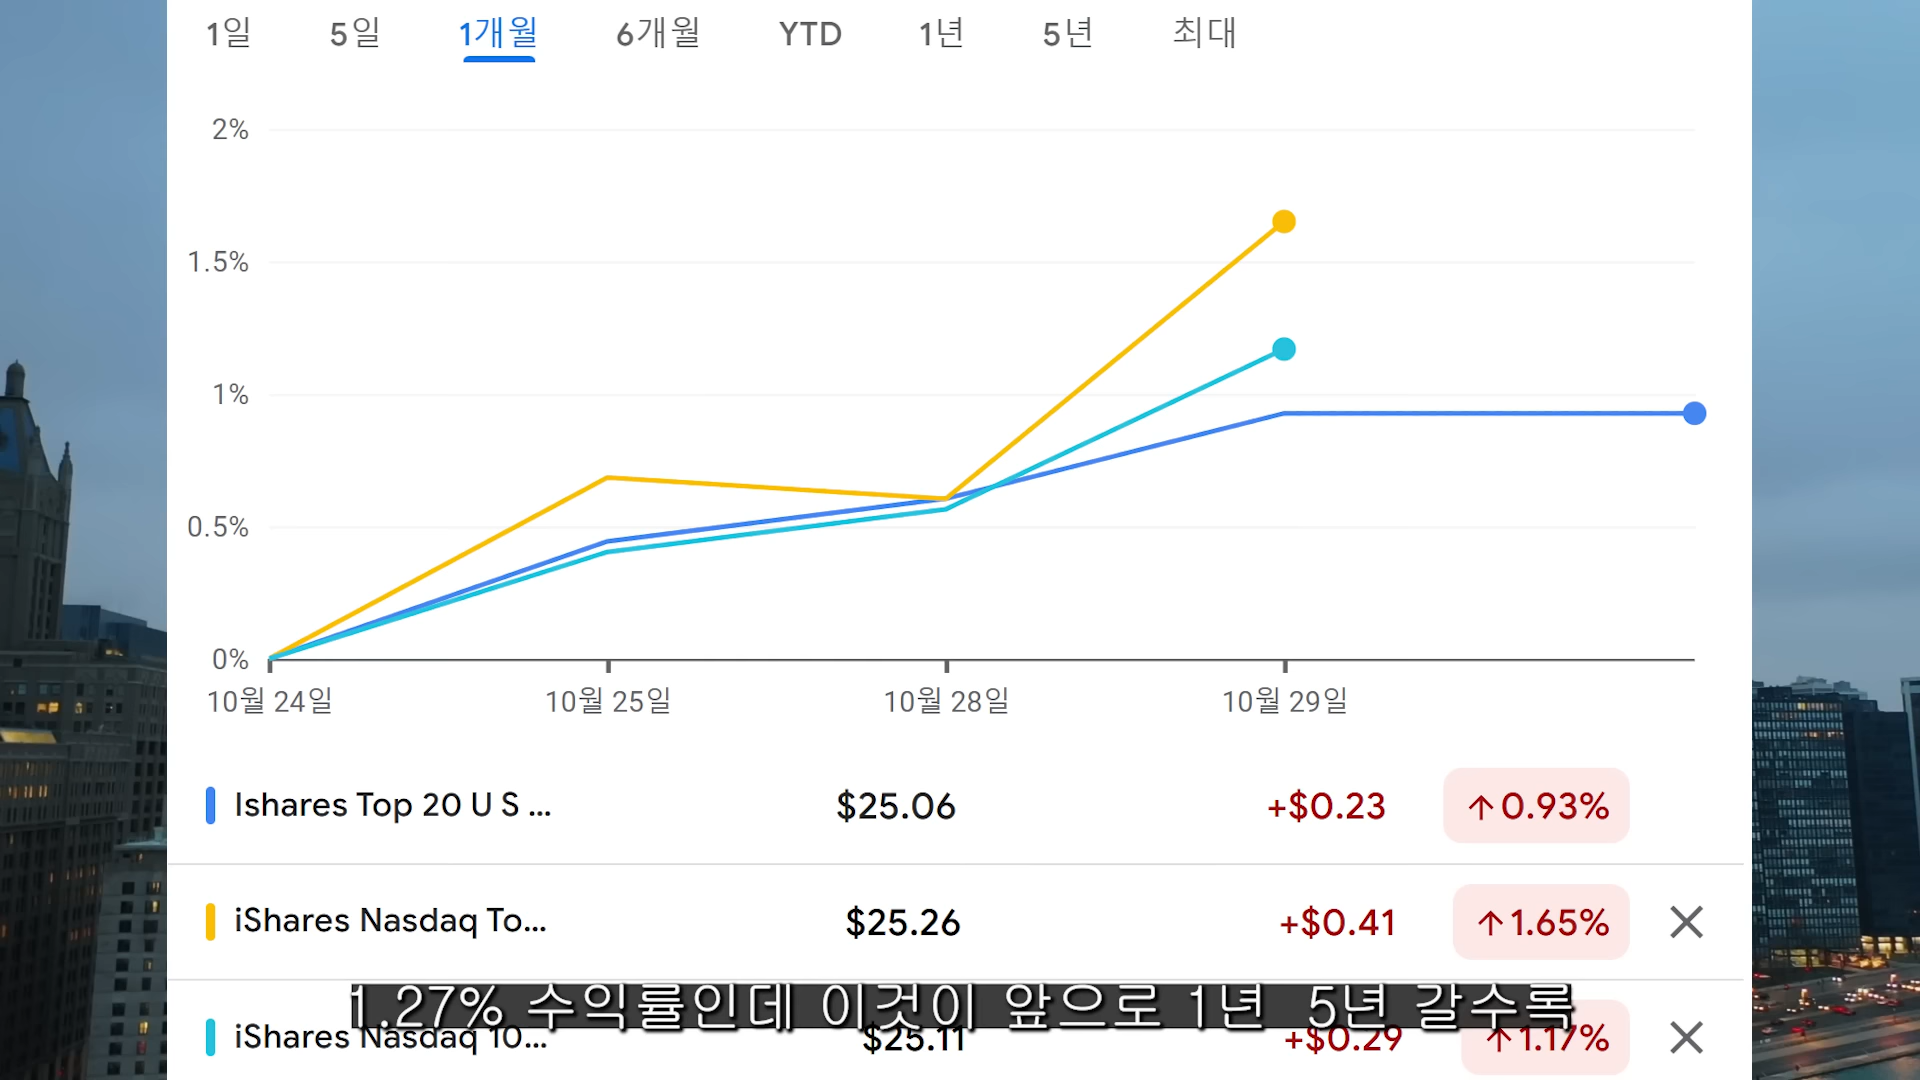 1일 5일 1개월 6개월 YTD 1년 5년 최대
2%
1.5%
1%
0.5%
0%
10월 24일 10월 25일 10월 28일 10월 29일
Ishares Top 20 U S ... $25.06 +$0.23 ↑0.93%
iShares Nasdaq To... $25.26 +$0.41 ↑1.65%
1.27% 수익률인데 이것이 앞으로 1년 5년 갈수록
iShares Nasdaq 10... $25.11 +$0.29 ↑1.17%